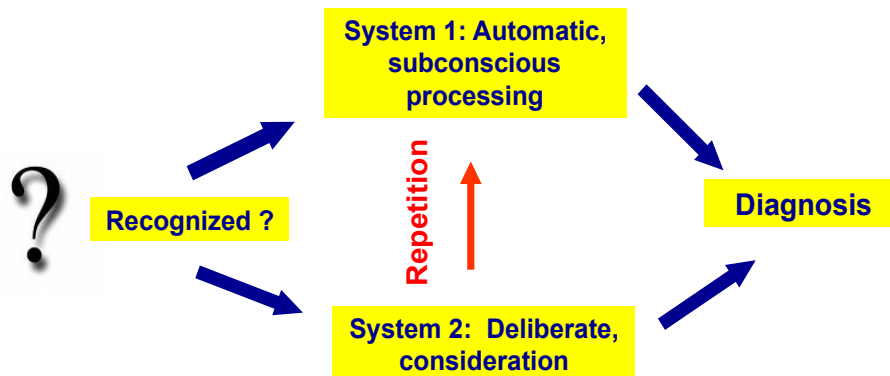 System 1: Automatic,
subconscious
processing
?
Recognized ?
Repetition
Diagnosis
System 2:  Deliberate,
consideration